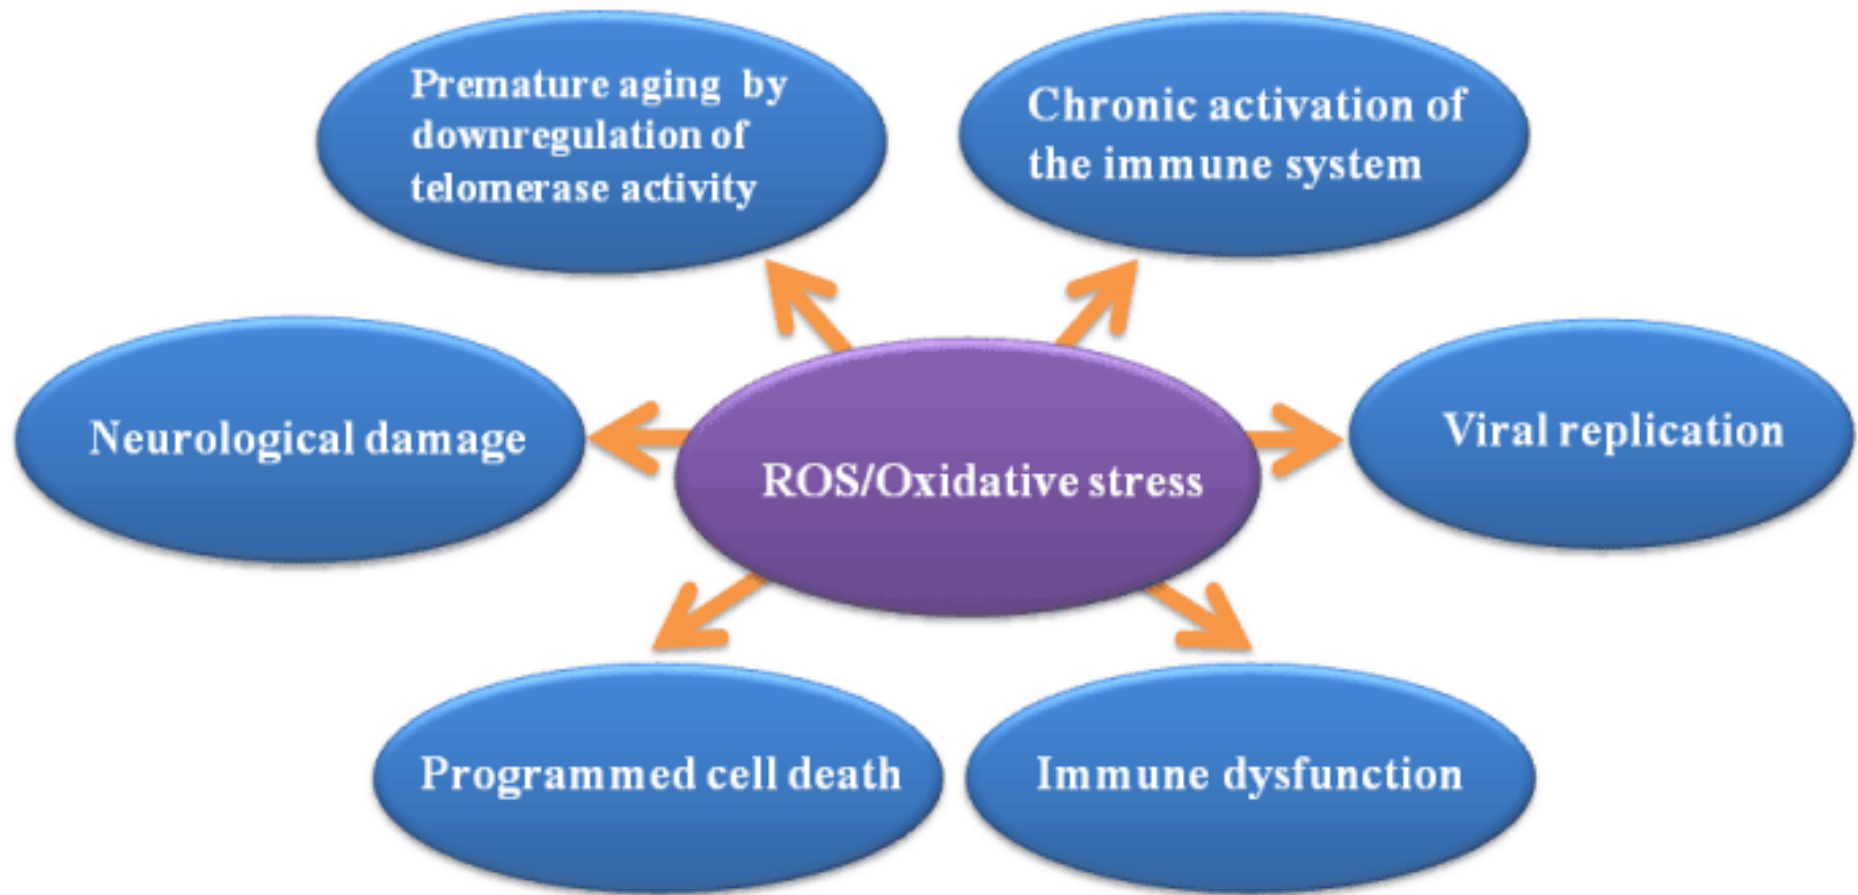 Premature aging by
downregulation of
telomerase activity
Chronic activation of
the immune system
Neurological damage
ROS/Oxidative stress
Viral replication
Programmed cell death
Immune dysfunction